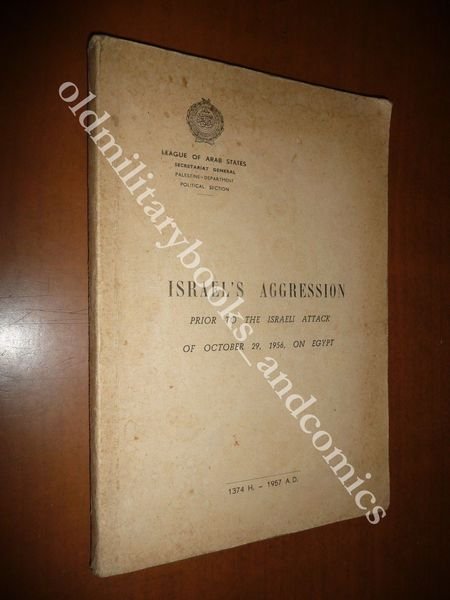 LEAGUE OF ARAB STATES
SECRETARIAT GENERAL
PALESTINE-DEPARTMENT
POLITICAL SECTION
ISRAEL'S AGGRESSION
PRIOR TO THE ISRAELI ATTACK
OF OCTOBER 29, 1956, ON EGYPT
1374 H. - 1957 A.D.
oldmilitarybooks_andcomics